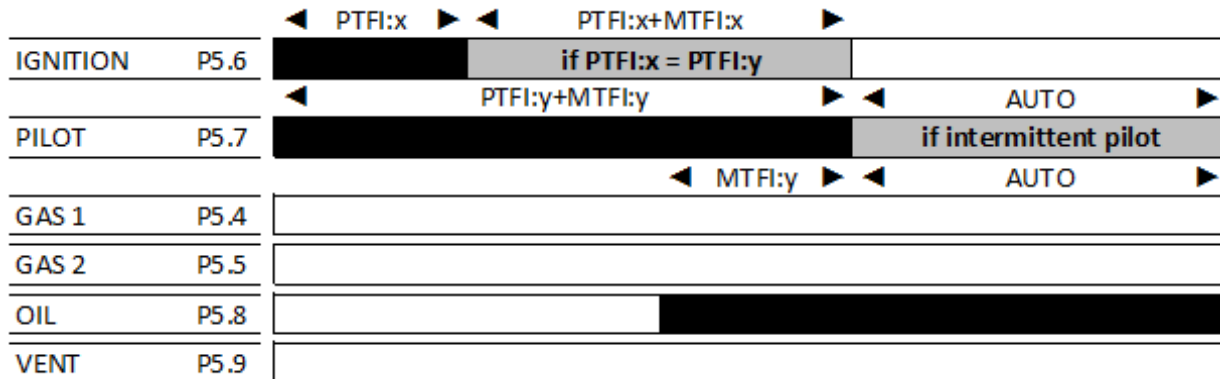 ◄ PTFI:x ► ◄ PTFI:x+MTFI:x ►
IGNITION P5.6 if PTFI:x = PTFI:y
◄ PTFI:y+MTFI:y ► ◄ AUTO ►
PILOT P5.7 if intermittent pilot
◄ MTFI:y ► ◄ AUTO ►
GAS 1 P5.4
GAS 2 P5.5
OIL P5.8
VENT P5.9